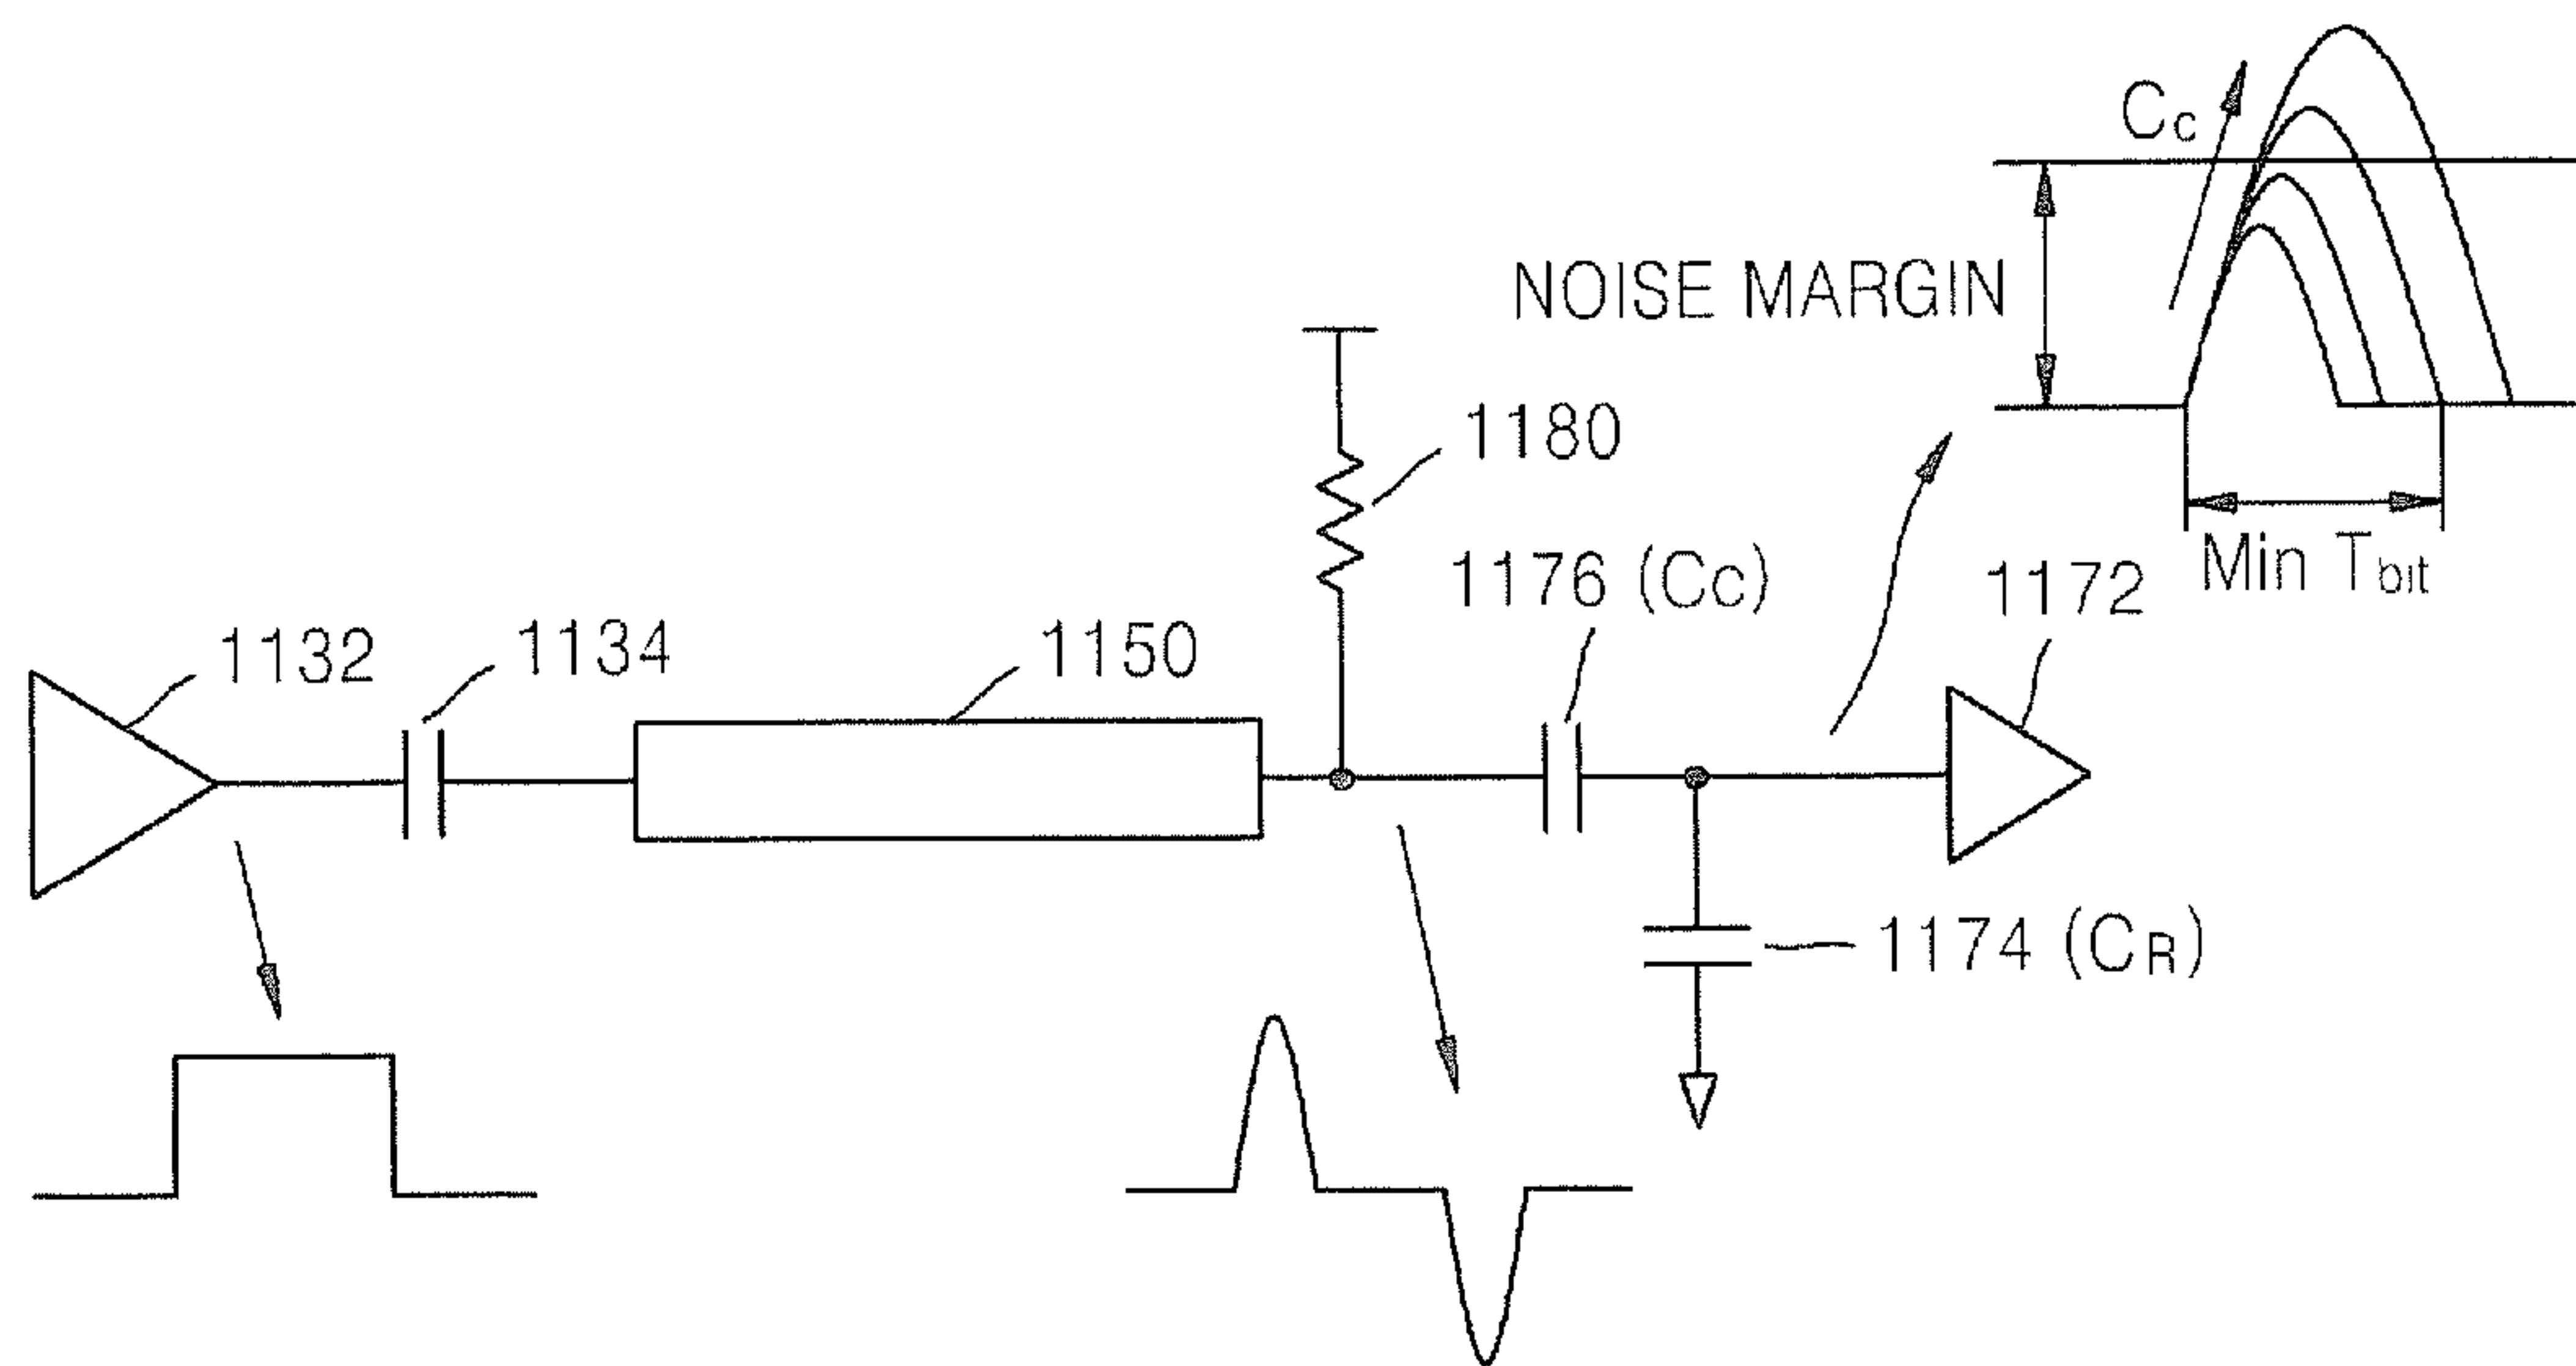 Cc
NOISE MARGIN
1180
1176 (Cc)
Min Tbit
1172
1132
1134
1150
1174 (CR)